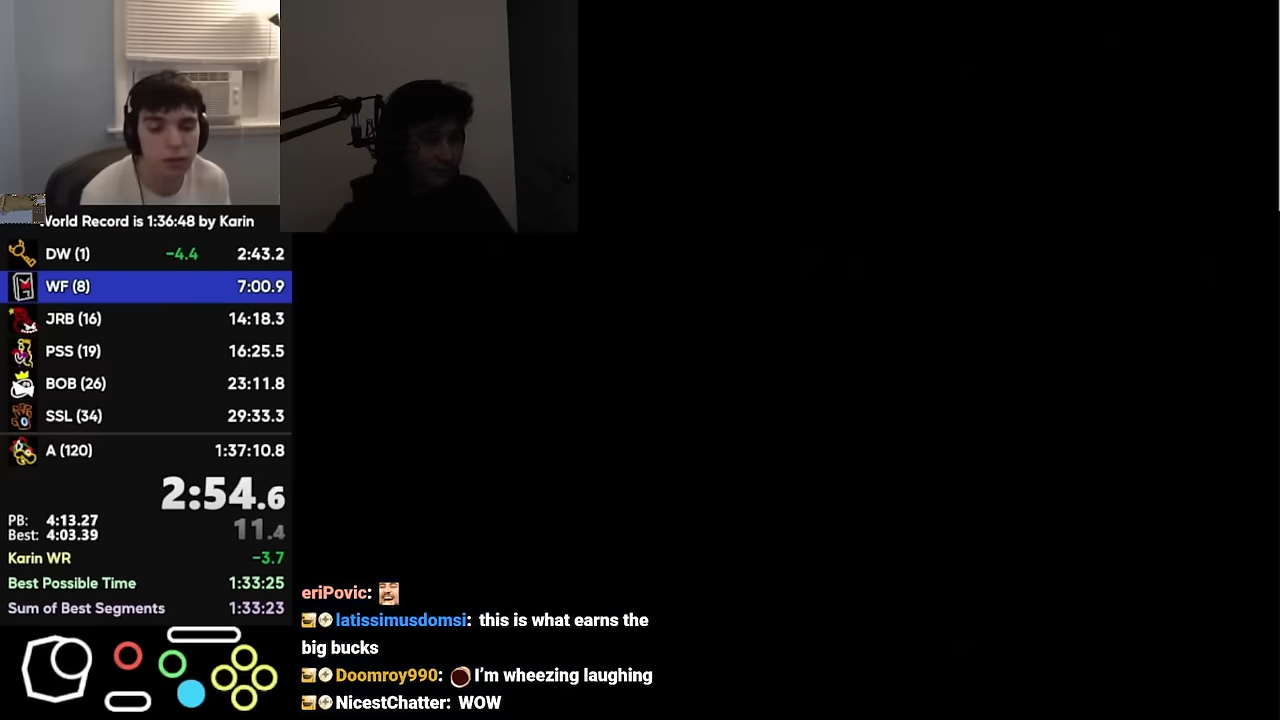 World Record is 1:36:48 by Karin
DW (1) −4.4 2:43.2
WF (8) 7:00.9
JRB (16) 14:18.3
PSS (19) 16:25.5
BOB (26) 23:11.8
SSL (34) 29:33.3
A (120) 1:37:10.8
2:54.6
PB: 4:13.27
11.4
Best: 4:03.39
Karin WR −3.7
Best Possible Time 1:33:25
Sum of Best Segments 1:33:23
eriPovic:
latissimusdomsi: this is what earns the
big bucks
Doomroy990: I'm wheezing laughing
NicestChatter: WOW